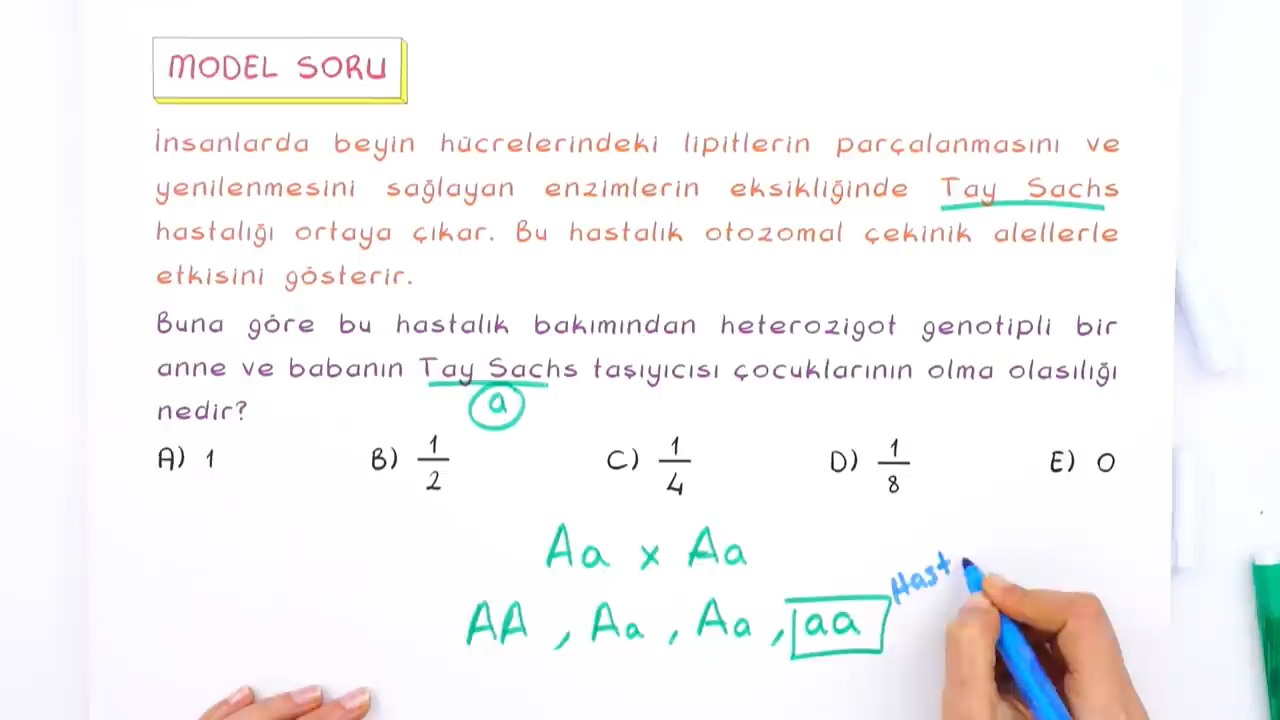 MODEL SORU
İnsanlarda beyin hücrelerindeki lipitlerin parçalanmasını ve
yenilenmesini sağlayan enzimlerin eksikliğinde Tay Sachs
hastalığı ortaya çıkar. Bu hastalık otozomal çekinik alellerle
etkisini gösterir.
Buna göre bu hastalık bakımından heterozigot genotipli bir
anne ve babanın Tay Sachs taşıyıcısı çocuklarının olma olasılığı
a
nedir?
A) 1 B) 1/2 C) 1/4 D) 1/8 E) 0
Aa x Aa
Hast
AA , Aa , Aa , aa